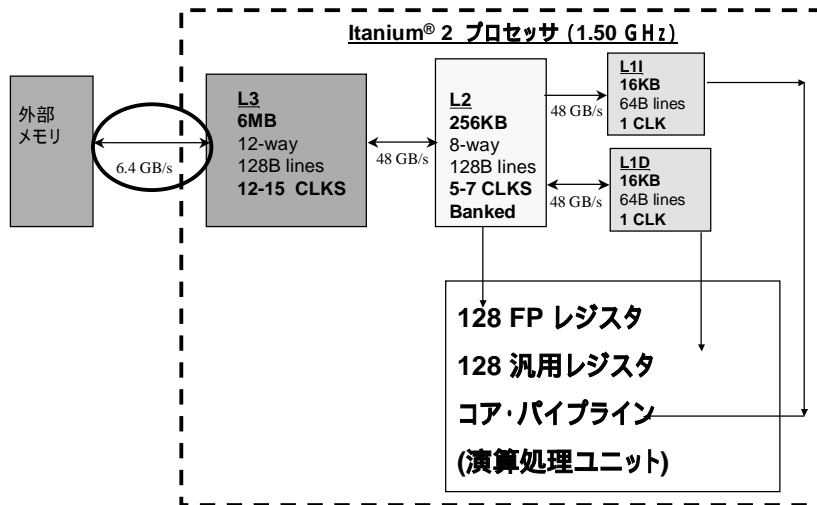 Itanium® 2 プロセッサ (1.50 GHz)
外部
メモリ
6.4 GB/s
L3
6MB
12-way
128B lines
12-15 CLKS
48 GB/s
L2
256KB
8-way
128B lines
5-7 CLKS
Banked
48 GB/s
L1I
16KB
64B lines
1 CLK
48 GB/s
L1D
16KB
64B lines
1 CLK
128 FP レジスタ
128 汎用レジスタ
コア・パイプライン
(演算処理ユニット)